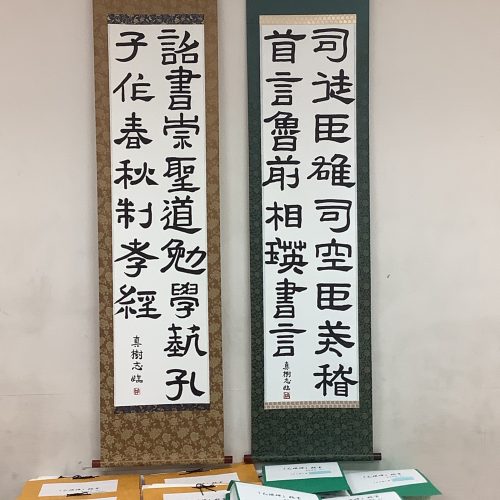 司徒臣雄司空臣戒稽
首言魯前相瑛書言
真樹志臨
詔書崇聖道勉學藝孔
子作春秋制孝經
真樹志臨